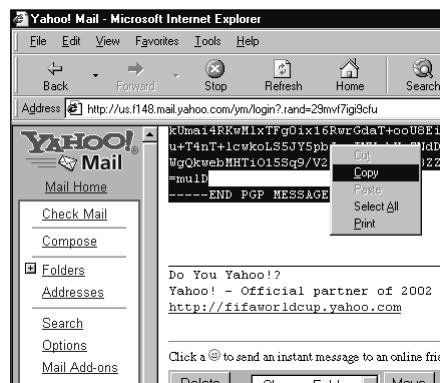 Yahoo! Mail - Microsoft Internet Explorer
File Edit View Favorites Tools Help
Back Forward Stop Refresh Home Search
Address http://us.f148.mail.yahoo.com/ym/login?.rand=29mvf7igi9cfu
YAHOO!
Mail
Mail Home
Check Mail
Compose
Folders
Addresses
Search
Options
Mail Add-ons
kUmai4RKwMlxTFgOix16RwrGdaT+ooU8Ei
u+T4nT+lcwkoLS5JY5pb
WgQkwebMHTiO15Sq9/V2
=mulD
-----END PGP MESSAGE
Cut
Copy
Paste
Select All
Print
Do You Yahoo!?
Yahoo! - Official partner of 2002
http://fifaworldcup.yahoo.com
Click a to send an instant message to an online frie
Delete Move